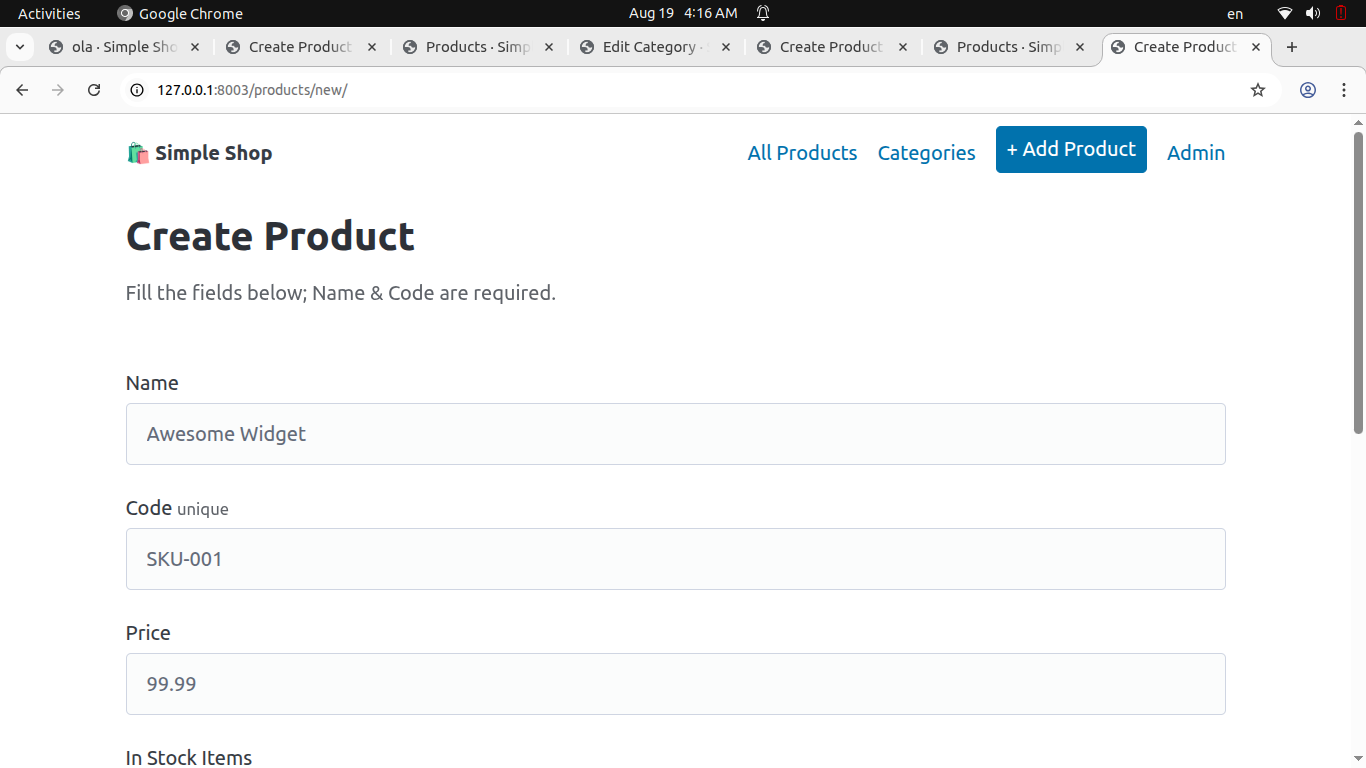 Activities Google Chrome Aug 19 4:16 AM en
ola · Simple Sho Create Product Products · Simp Edit Category · Create Product Products · Simp Create Product
127.0.0.1:8003/products/new/
Simple Shop All Products Categories + Add Product Admin
Create Product
Fill the fields below; Name & Code are required.
Name
Awesome Widget
Code unique
SKU-001
Price
99.99
In Stock Items